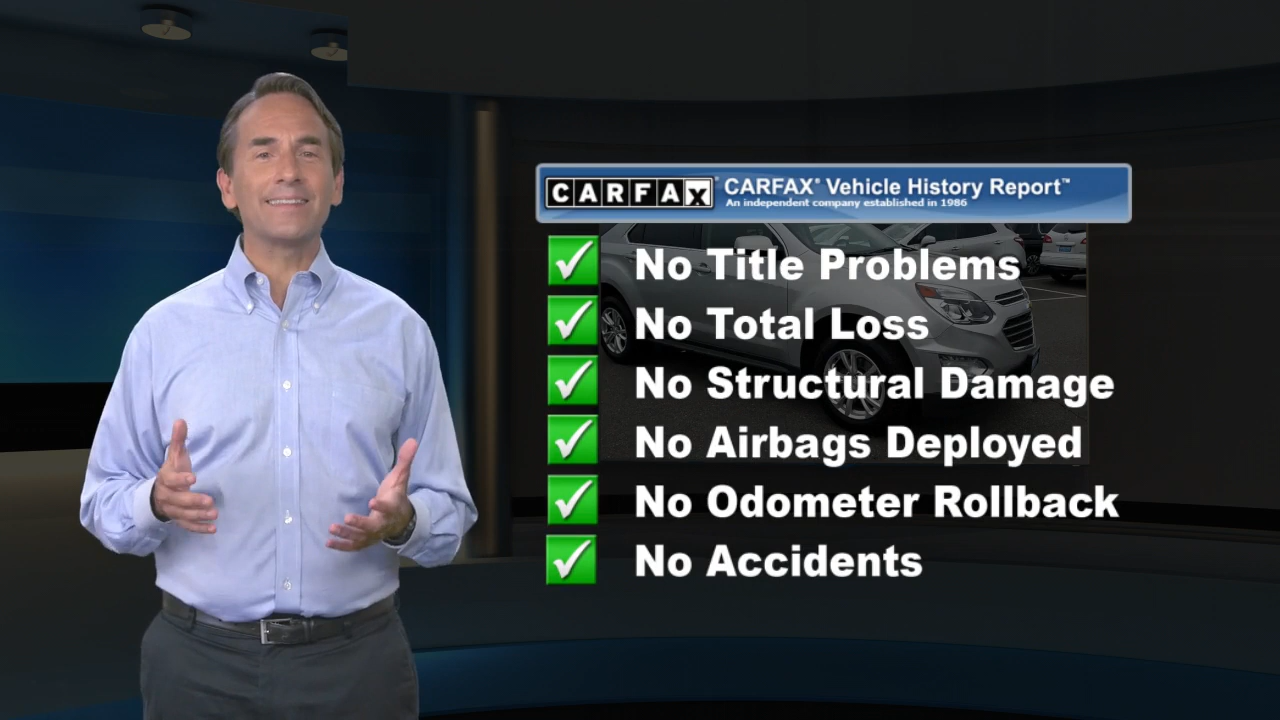 CARFAX® CARFAX® Vehicle History Report™
An independent company established in 1986
No Title Problems
No Total Loss
No Structural Damage
No Airbags Deployed
No Odometer Rollback
No Accidents